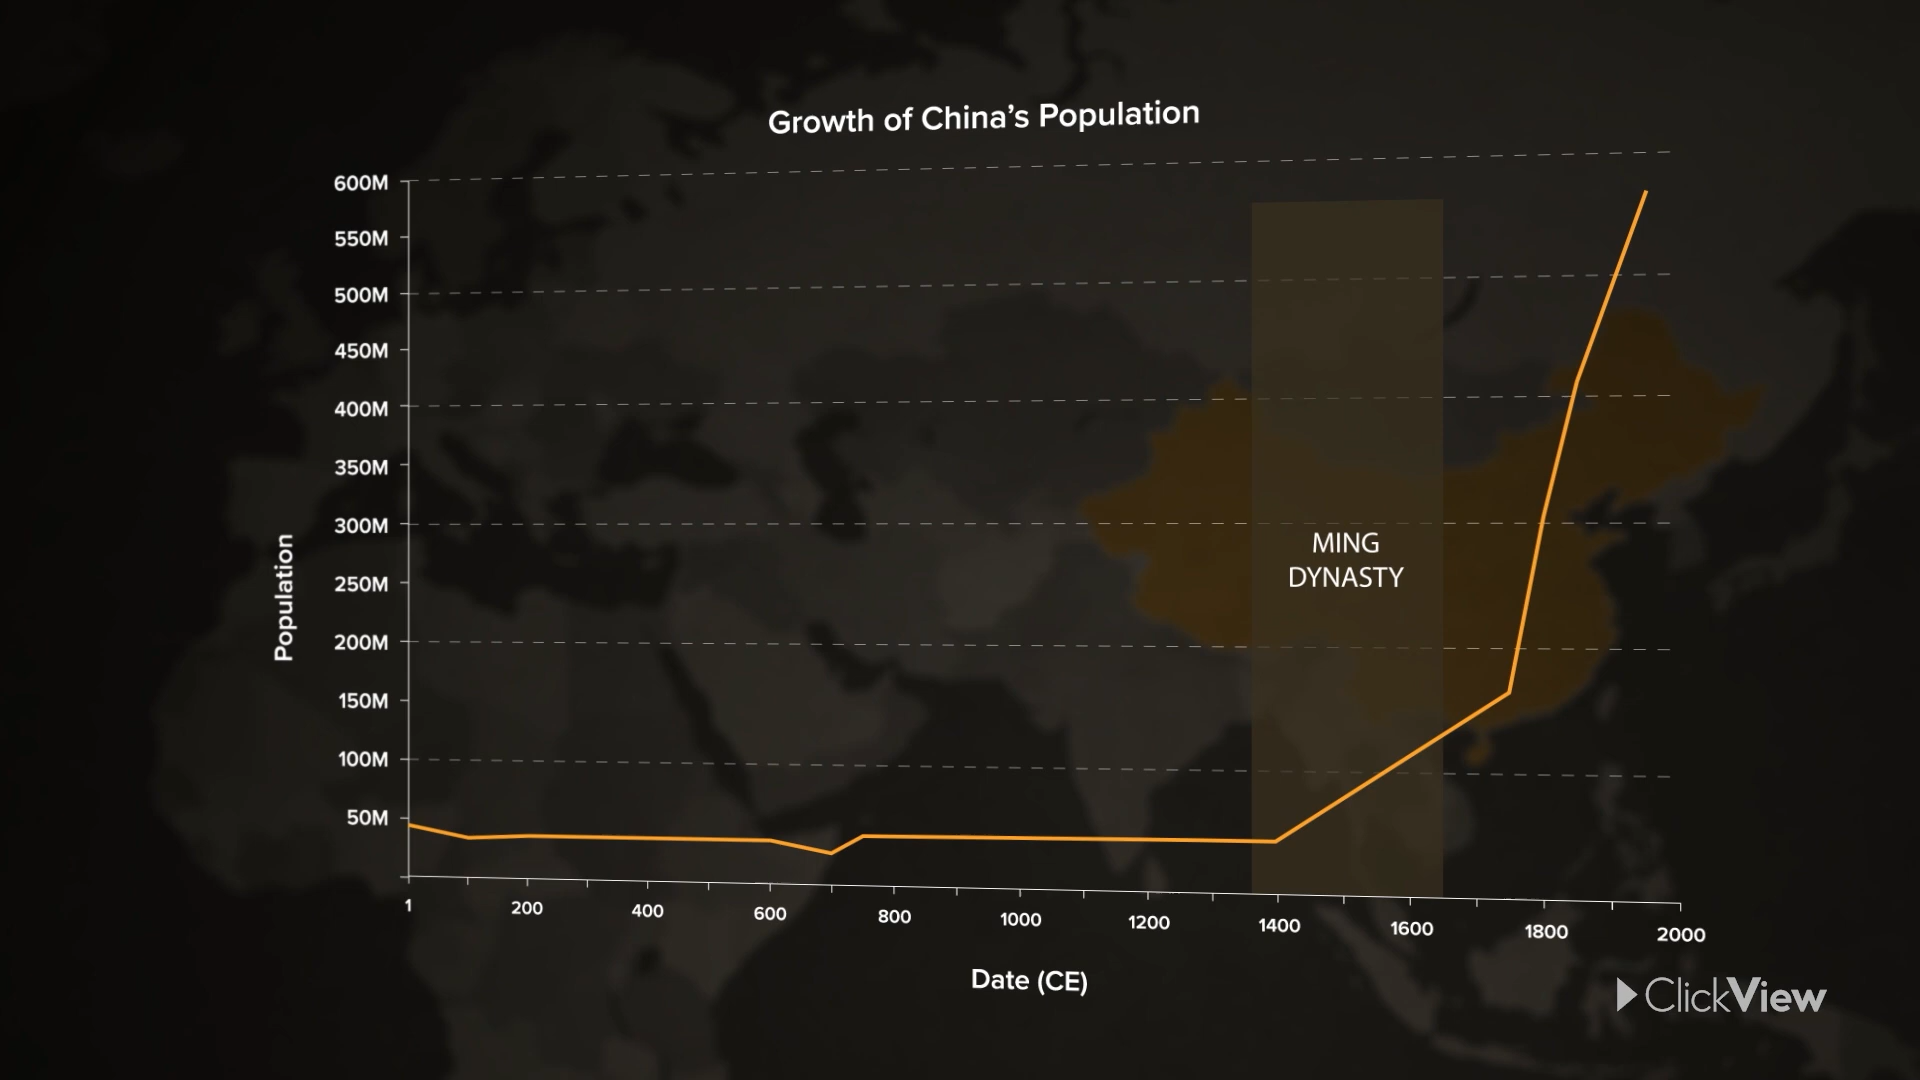 Growth of China's Population
600M
550M
500M
450M
400M
350M
300M
250M
200M
150M
100M
50M
Population
MING
DYNASTY
1 200 400 600 800 1000 1200 1400 1600 1800 2000
Date (CE)
ClickView